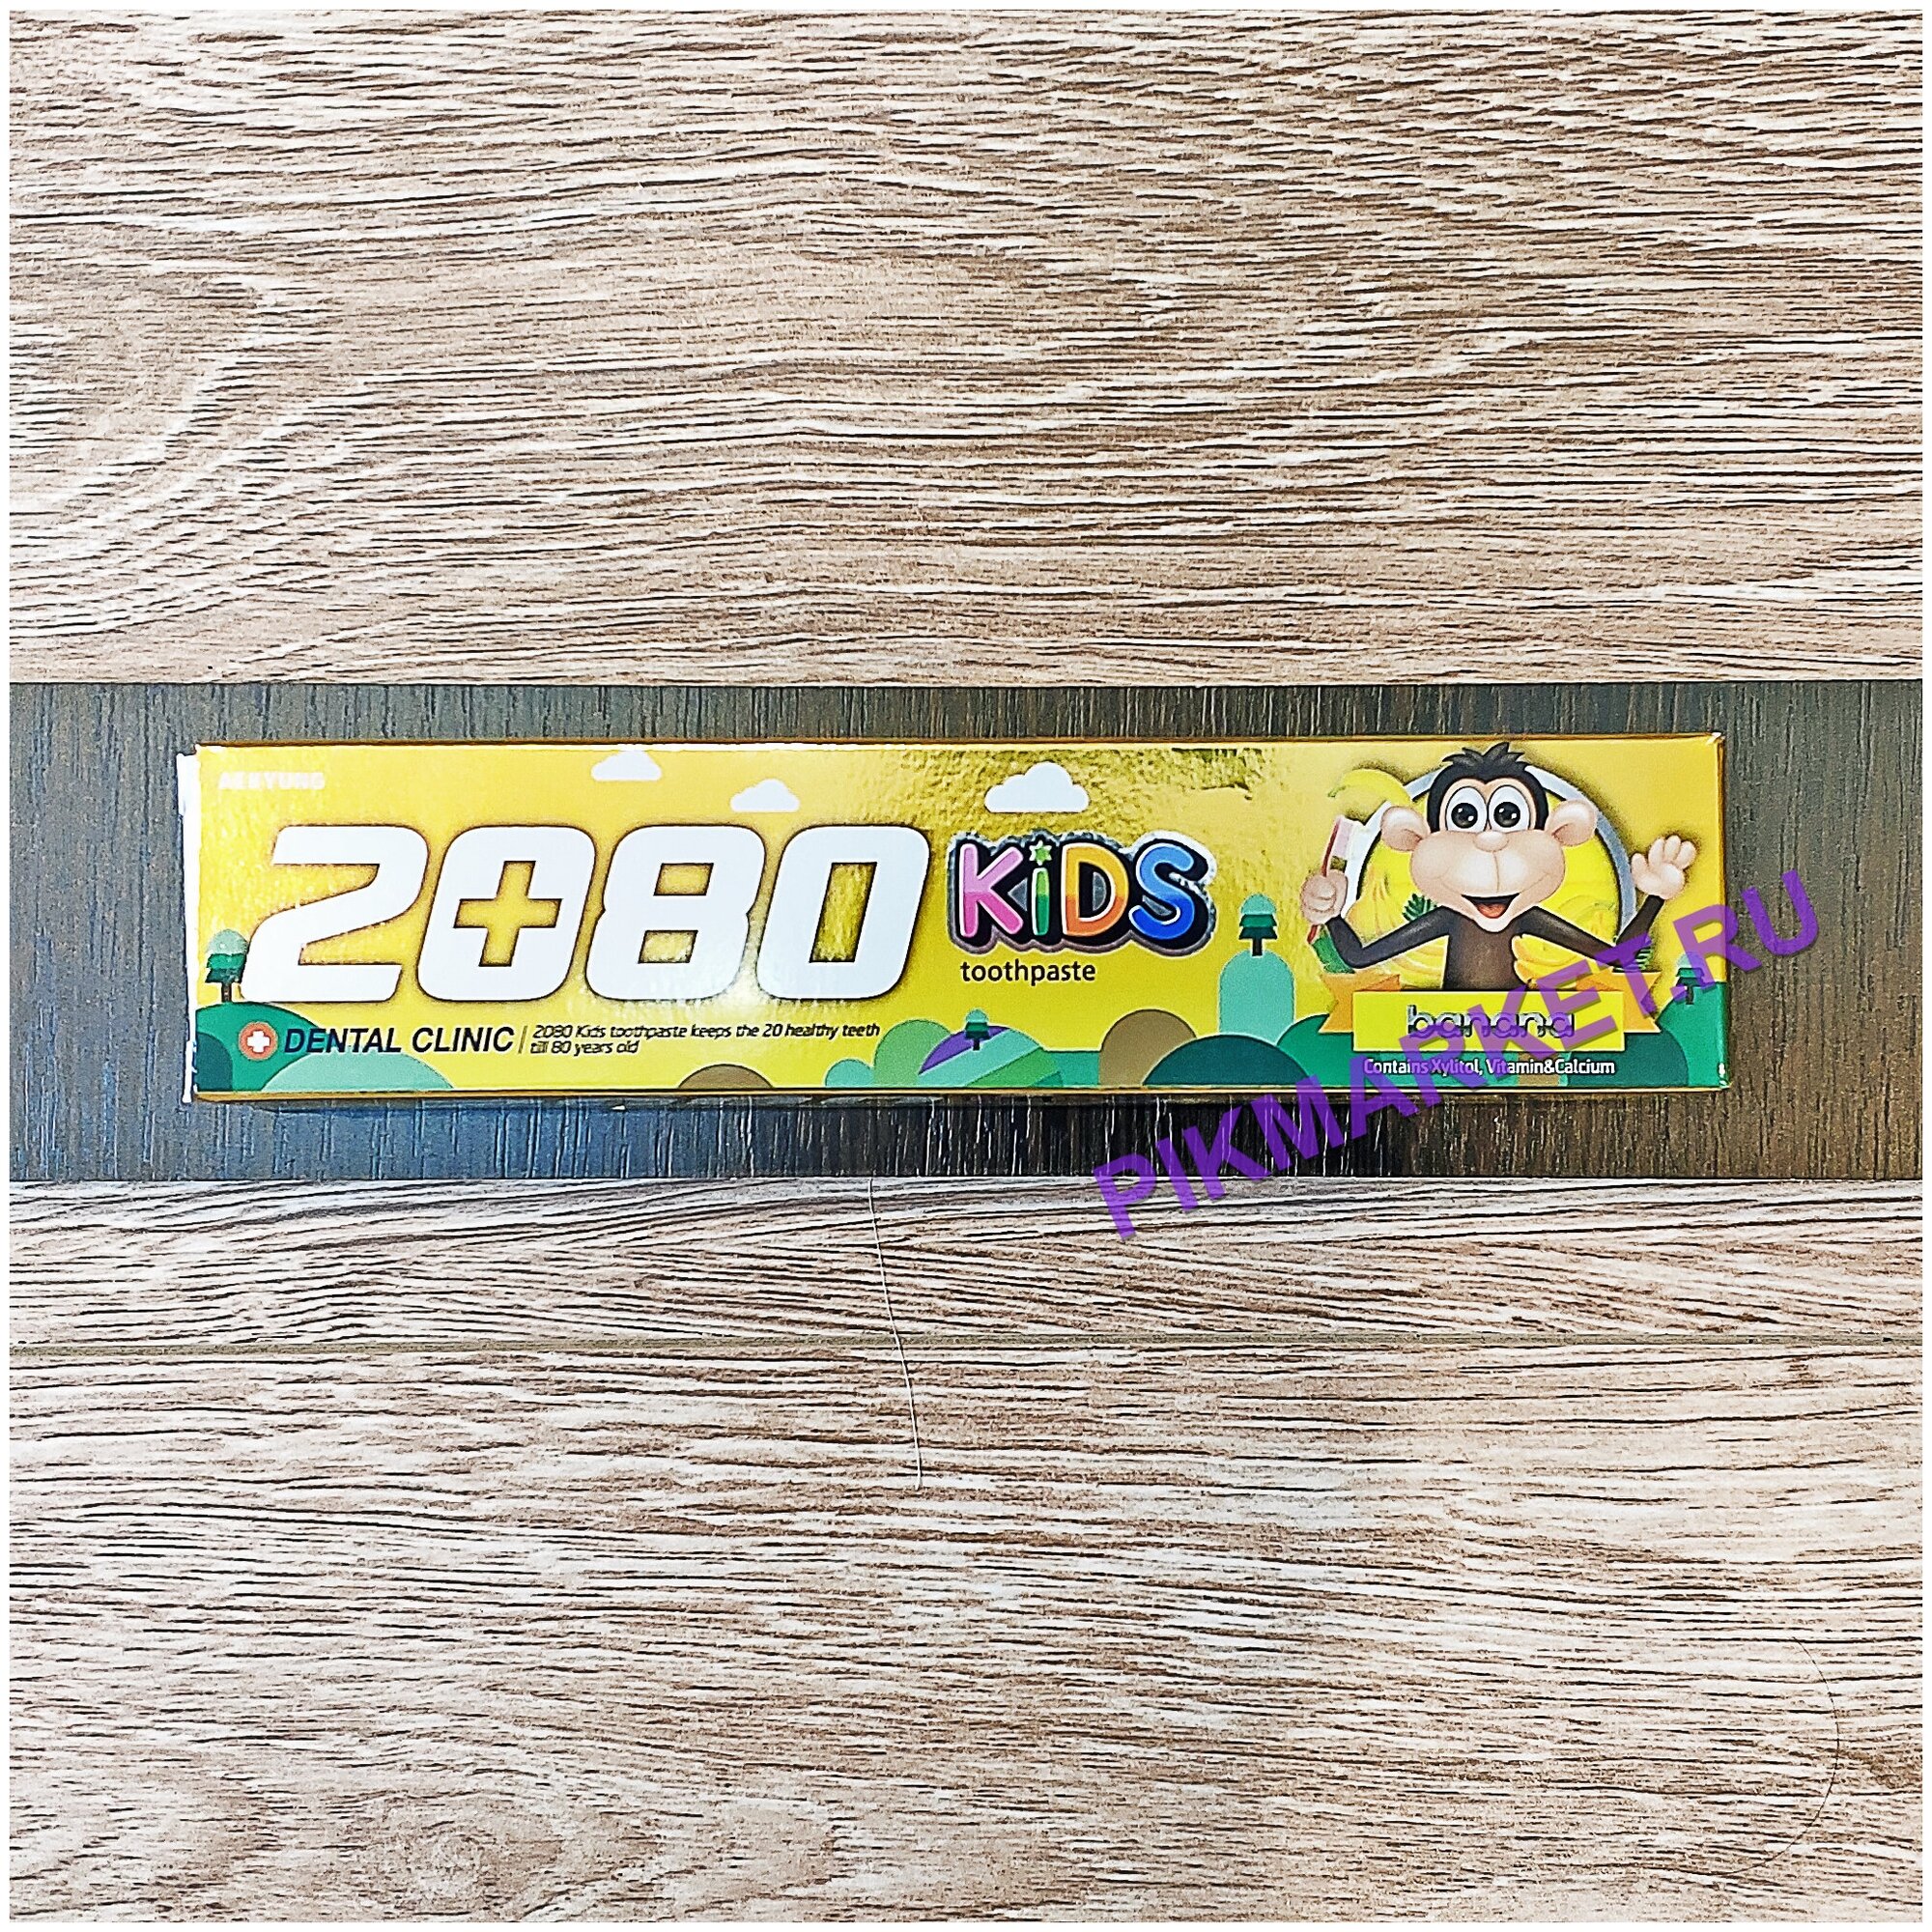 AEKYUNG
2080 KiDS
toothpaste
DENTAL CLINIC
2080 Kids toothpaste keeps the 20 healthy teeth
till 80 years old
banana
Contains Xylitol, Vitamin&Calcium
PIKMARKET.RU